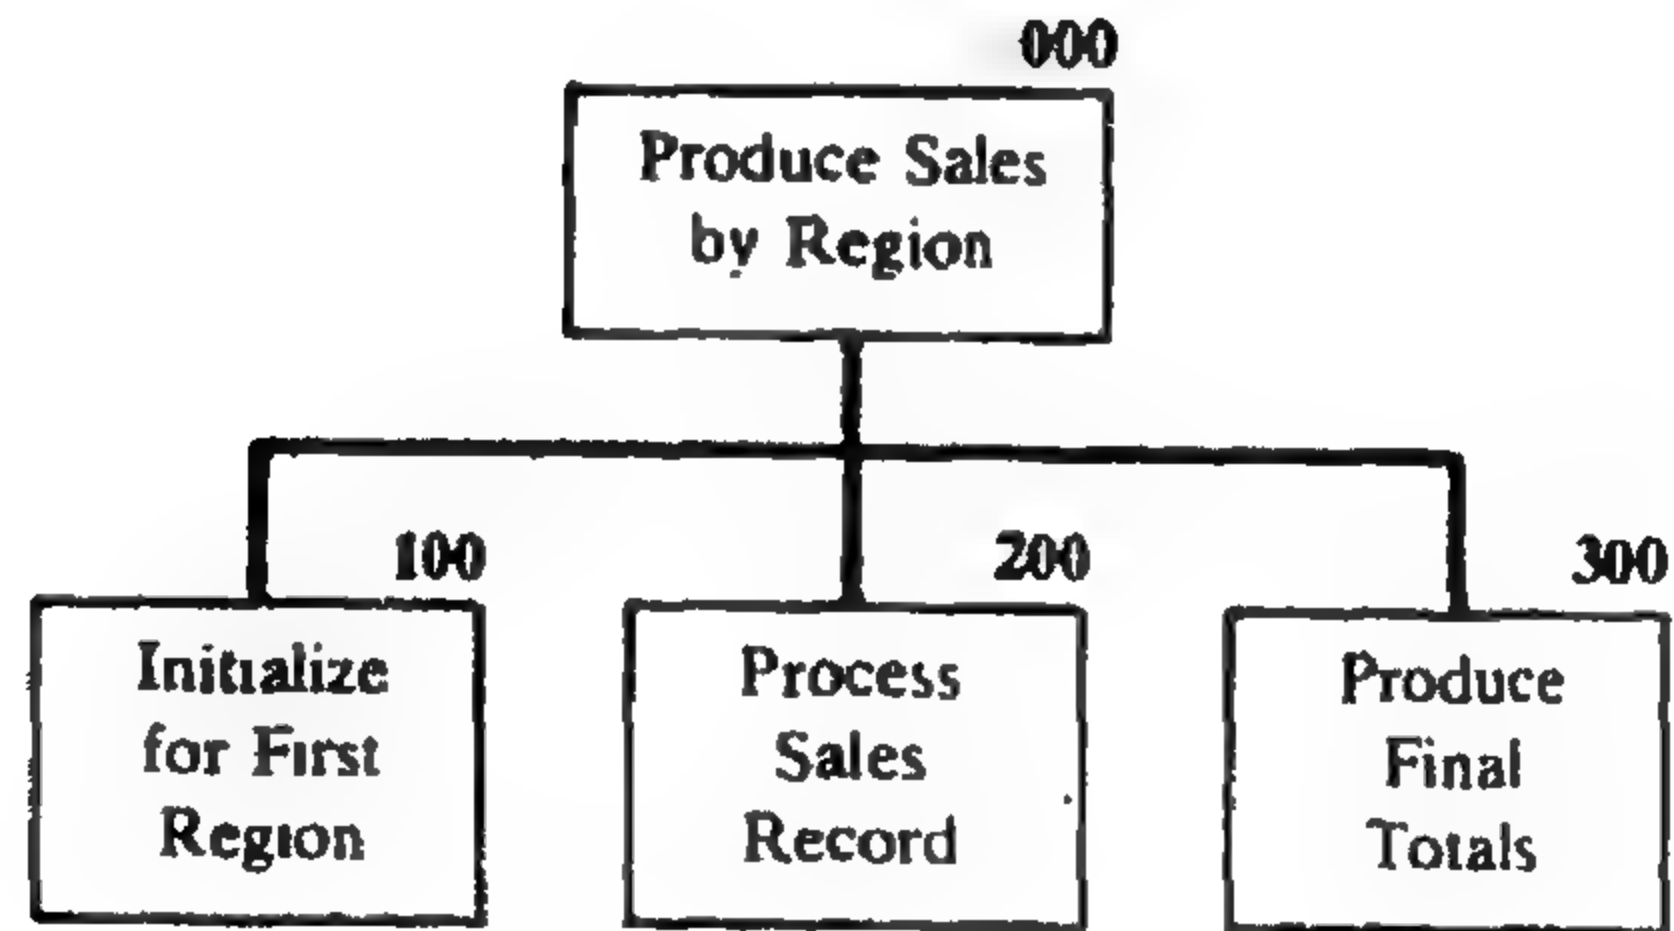 000
Produce Sales
by Region
100
Initialize
for First
Region
200
Process
Sales
Record
300
Produce
Final
Totals